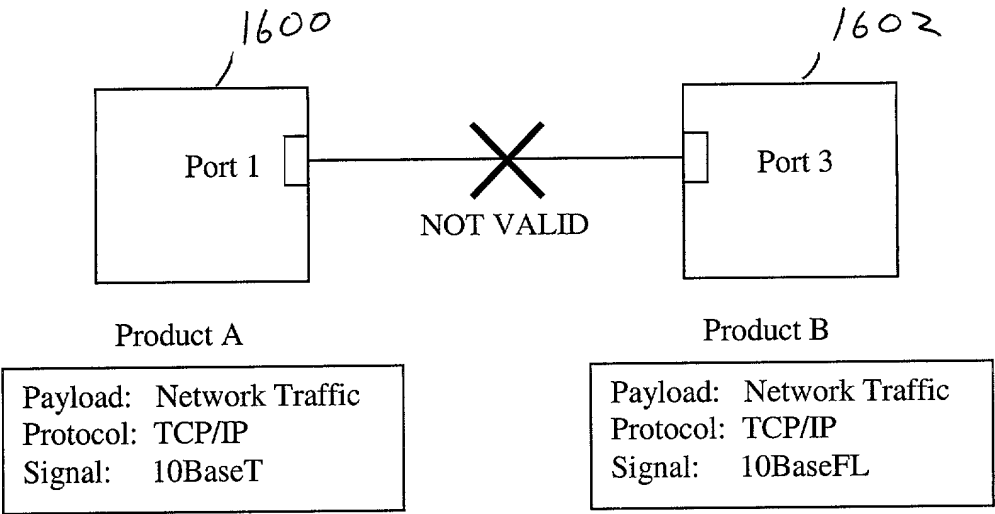 1600
1602
Port 1
Port 3
NOT VALID
Product A
Product B
Payload: Network Traffic
Protocol: TCP/IP
Signal: 10BaseT
Payload: Network Traffic
Protocol: TCP/IP
Signal: 10BaseFL